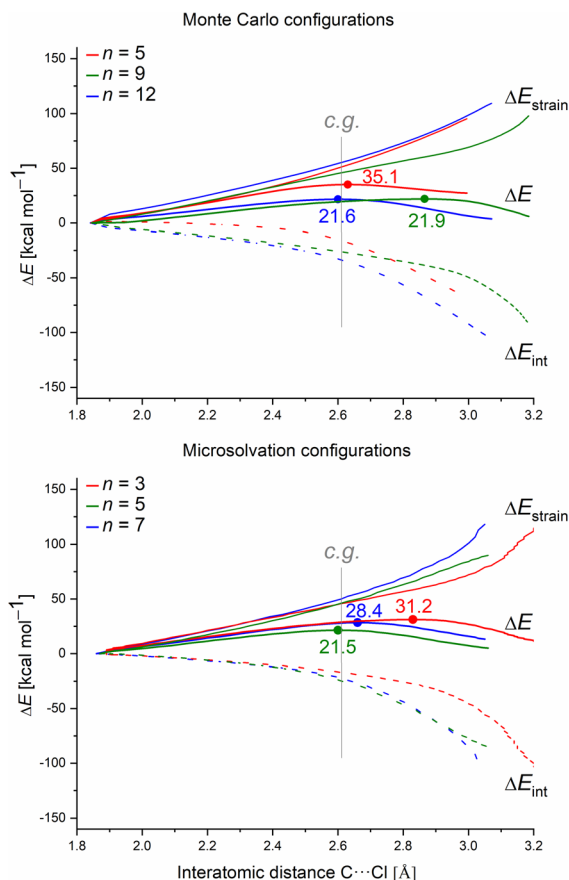 Monte Carlo configurations
n = 5
n = 9
n = 12
c.g.
ΔEstrain
35.1
ΔE
21.6
21.9
ΔEint
ΔE [kcal mol−1]
150
100
50
0
-50
-100
-150
1.8 2.0 2.2 2.4 2.6 2.8 3.0 3.2
Microsolvation configurations
n = 3
n = 5
n = 7
c.g.
ΔEstrain
28.4
31.2
ΔE
21.5
ΔEint
ΔE [kcal mol−1]
150
100
50
0
-50
-100
-150
1.8 2.0 2.2 2.4 2.6 2.8 3.0 3.2
Interatomic distance C···Cl [Å]